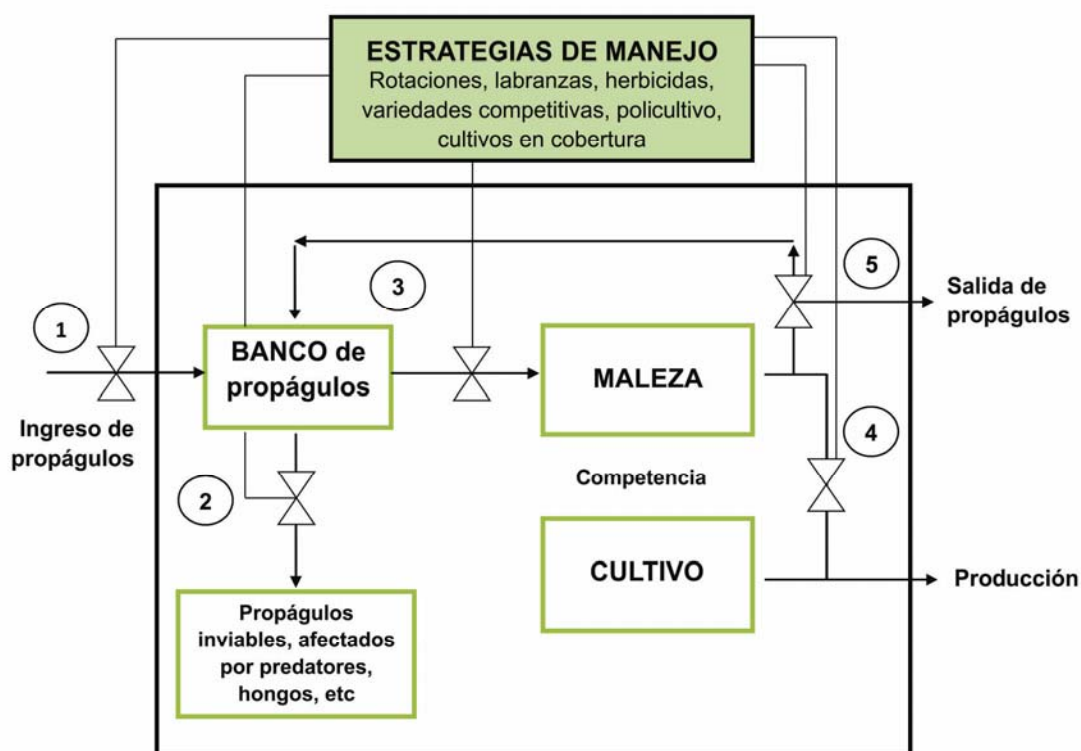 ESTRATEGIAS DE MANEJO
Rotaciones, labranzas, herbicidas,
variedades competitivas, policultivo,
cultivos en cobertura
1
3
5
Salida de
propágulos
BANCO de
propágulos
MALEZA
Ingreso de
propágulos
4
2
Competencia
CULTIVO
Producción
Propágulos
inviables, afectados
por predatores,
hongos, etc